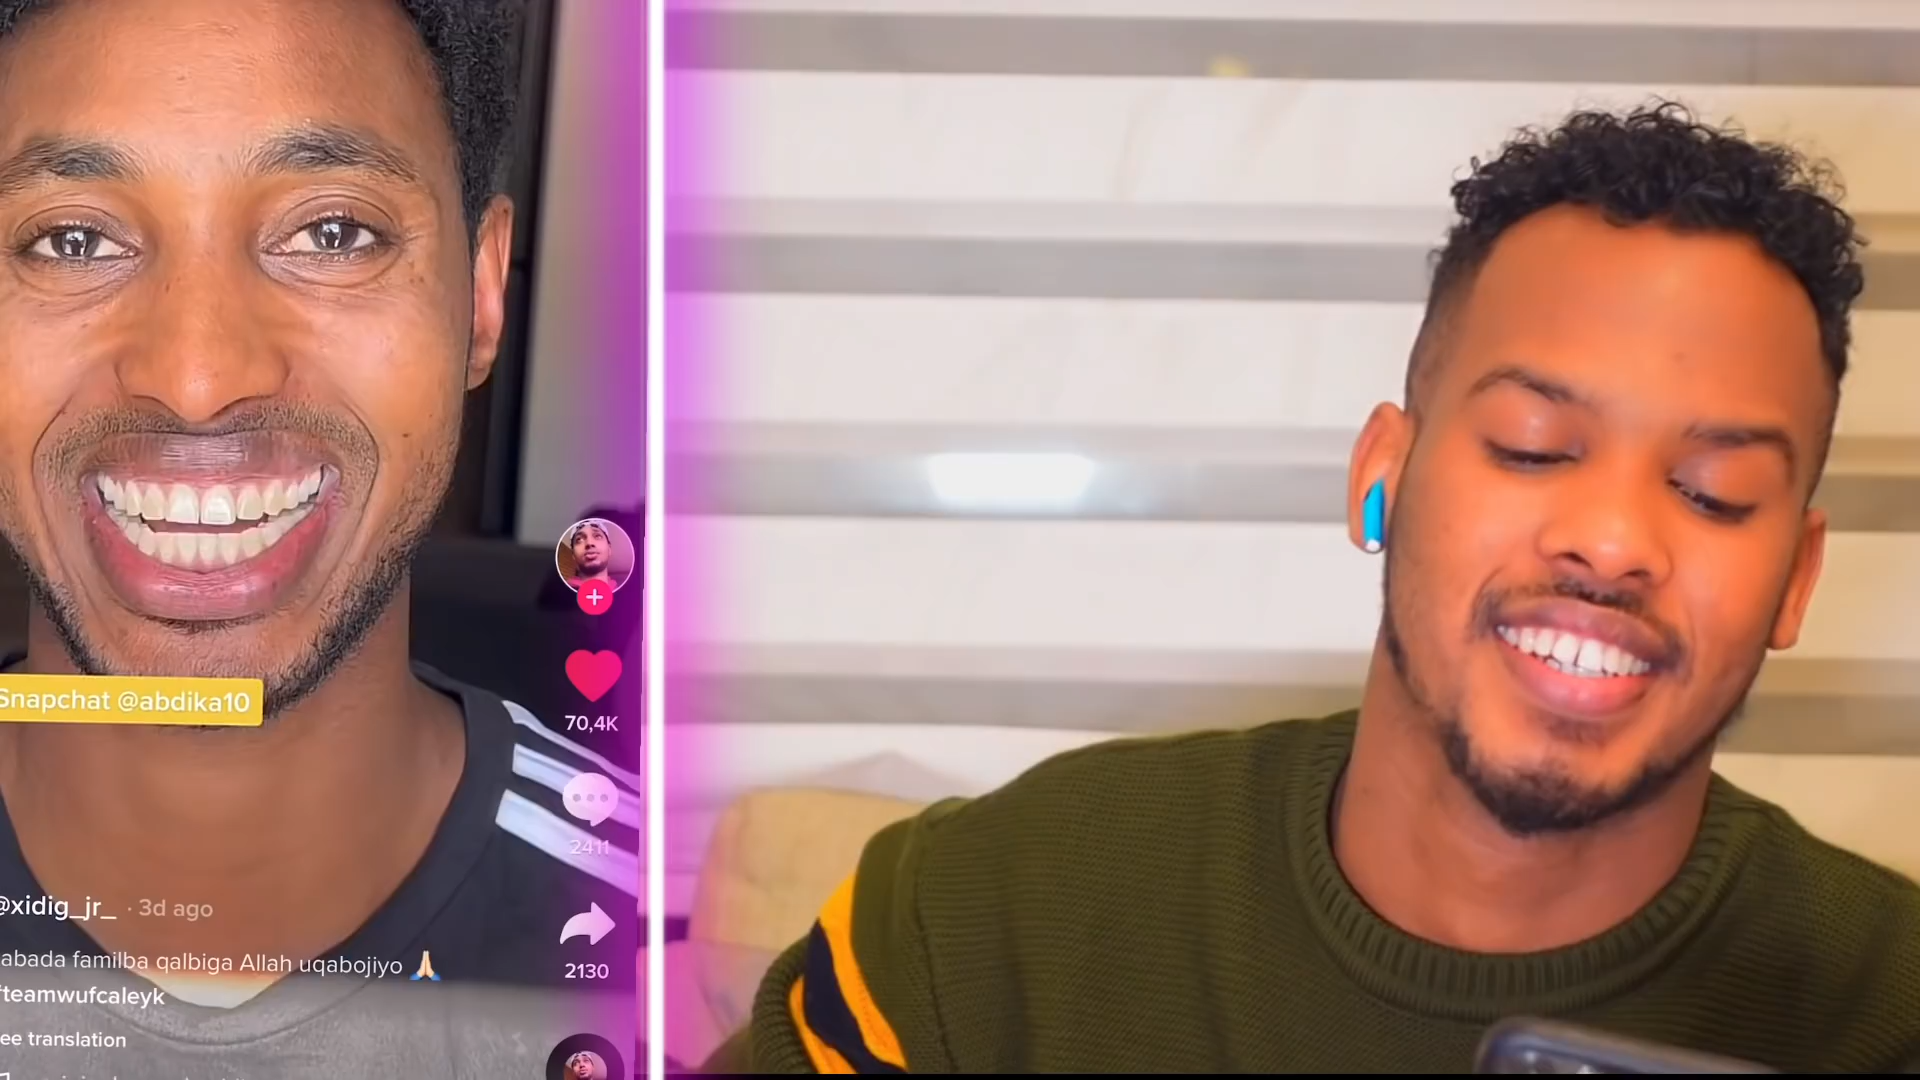 Snapchat @abdika10
70,4K
2411
@xidig_jr_ · 3d ago
abada familba qalbiga Allah uqabojiyo 🙏🏻
#teamwufcaleyk
2130
ee translation